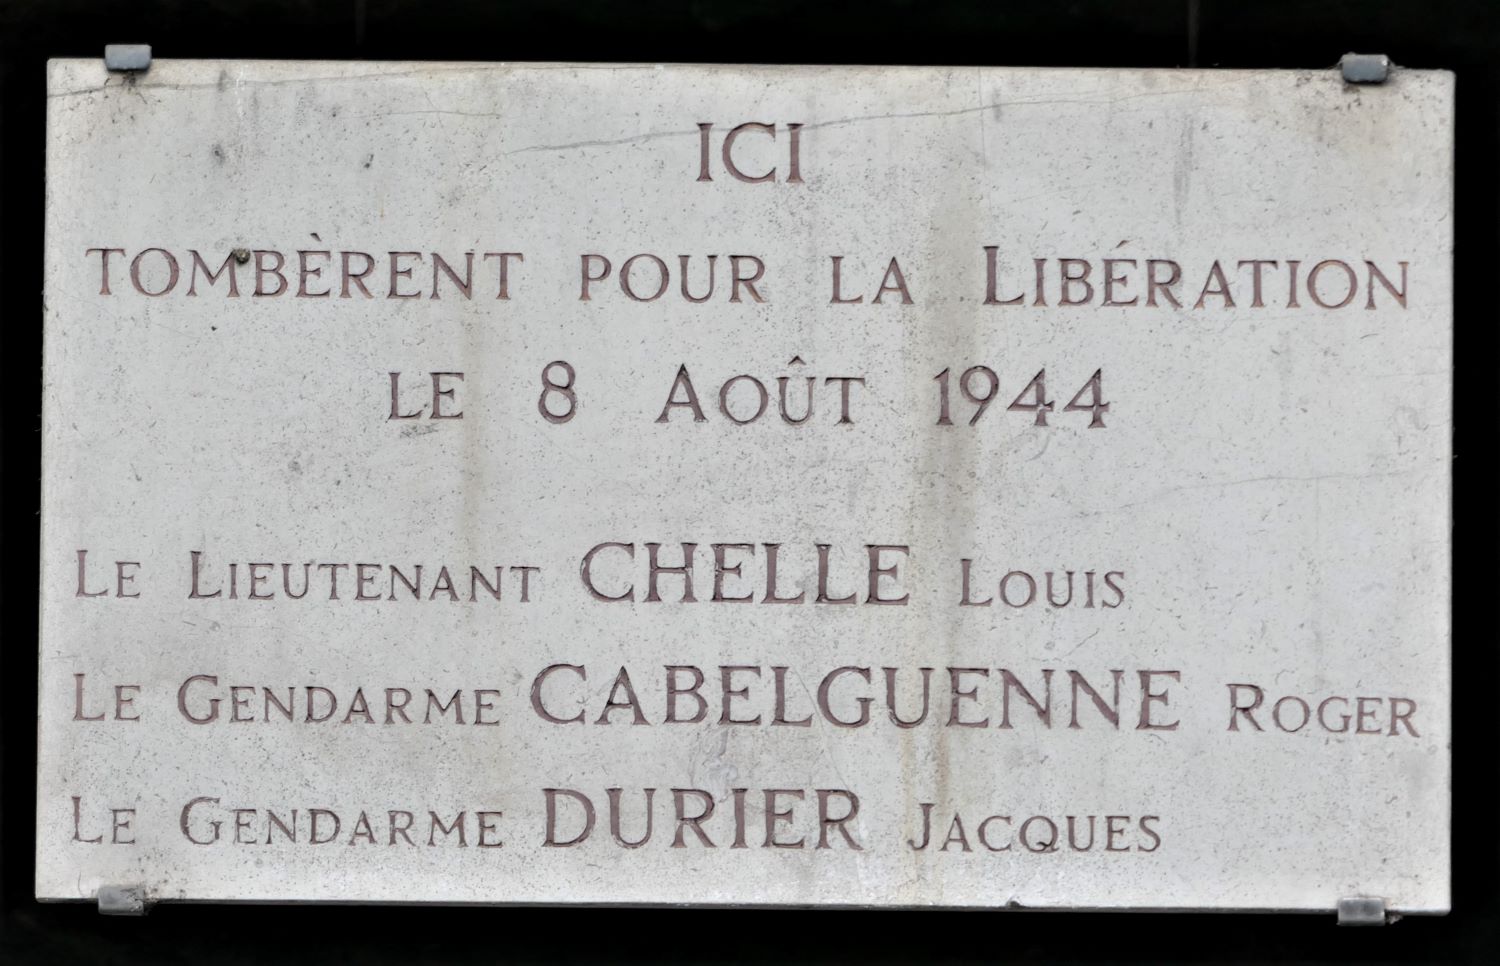 ICI
TOMBÈRENT POUR LA LIBÉRATION
LE 8 AOÛT 1944
LE LIEUTENANT CHELLE LOUIS
LE GENDARME CABELGUENNE ROGER
LE GENDARME DURIER JACQUES